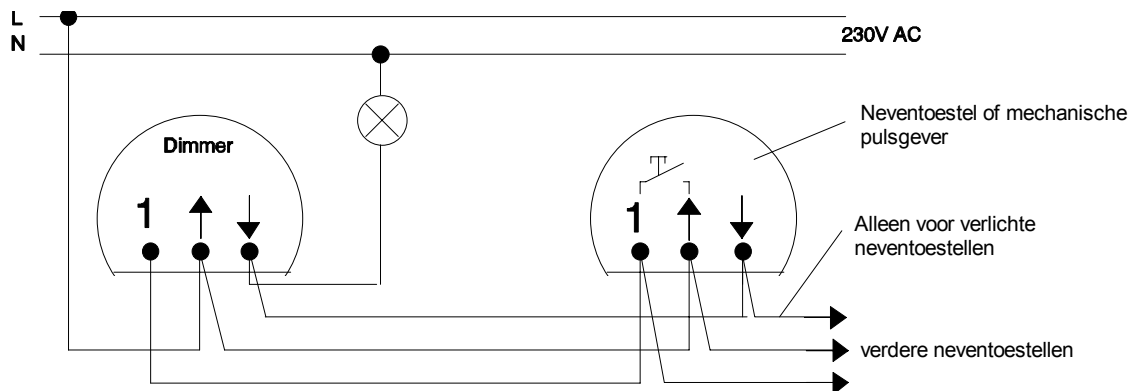 L
N
230V AC
Dimmer
1
Neventoestel of mechanische
pulsgever
1
Alleen voor verlichte
neventoestellen
verdere neventoestellen